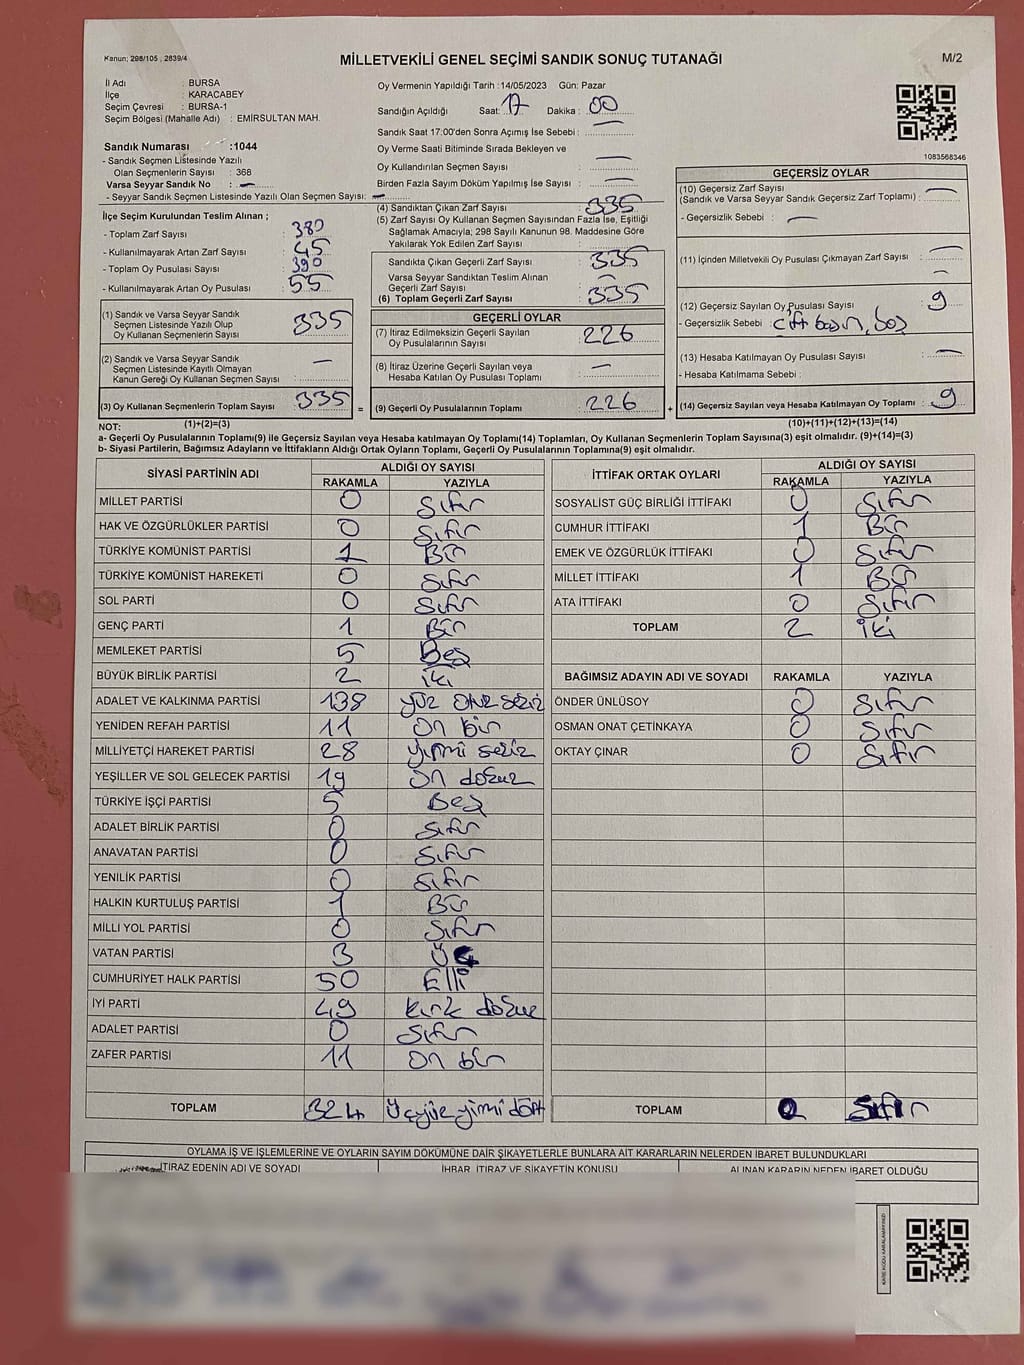 Kanun; 298/105 , 2839/4
MİLLETVEKİLİ GENEL SEÇİMİ SANDIK SONUÇ TUTANAĞI
M/2
İl Adı : BURSA
İlçe : KARACABEY
Seçim Çevresi : BURSA-1
Seçim Bölgesi (Mahalle Adı) : EMİRSULTAN MAH.
Oy Vermenin Yapıldığı Tarih :14/05/2023 Gün: Pazar
Sandığın Açıldığı Saat: 17 Dakika : 00
Sandık Saat 17:00'den Sonra Açımış İse Sebebi : —
Oy Verme Saati Bitiminde Sırada Bekleyen ve
Oy Kullandırılan Seçmen Sayısı : —
Birden Fazla Sayım Döküm Yapılmış İse Sayısı : —
1083568346
Sandık Numarası :1044
- Sandık Seçmen Listesinde Yazılı
Olan Seçmenlerin Sayısı : 368
Varsa Seyyar Sandık No : —
- Seyyar Sandık Seçmen Listesinde Yazılı Olan Seçmen Sayısı: —
İlçe Seçim Kurulundan Teslim Alınan ;
- Toplam Zarf Sayısı : 380
- Kullanılmayarak Artan Zarf Sayısı : 45
- Toplam Oy Pusulası Sayısı : 390
- Kullanılmayarak Artan Oy Pusulası : 55
(1) Sandık ve Varsa Seyyar Sandık
Seçmen Listesinde Yazılı Olup
Oy Kullanan Seçmenlerin Sayısı : 335
(2) Sandık ve Varsa Seyyar Sandık
Seçmen Listesinde Kayıtlı Olmayan
Kanun Gereği Oy Kullanan Seçmen Sayısı : —
(3) Oy Kullanan Seçmenlerin Toplam Sayısı : 335 =
(1)+(2)=(3)
(4) Sandıktan Çıkan Zarf Sayısı : 335
(5) Zarf Sayısı Oy Kullanan Seçmen Sayısından Fazla İse, Eşitliği
Sağlamak Amacıyla; 298 Sayılı Kanunun 98. Maddesine Göre
Yakılarak Yok Edilen Zarf Sayısı :
Sandıkta Çıkan Geçerli Zarf Sayısı : 335
Varsa Seyyar Sandıktan Teslim Alınan
Geçerli Zarf Sayısı : —
(6) Toplam Geçerli Zarf Sayısı : 335
GEÇERLİ OYLAR
(7) İtiraz Edilmeksizin Geçerli Sayılan
Oy Pusulalarının Sayısı : 226
(8) İtiraz Üzerine Geçerli Sayılan veya
Hesaba Katılan Oy Pusulası Toplamı : —
(9) Geçerli Oy Pusulalarının Toplamı : 226 +
GEÇERSİZ OYLAR
(10) Geçersiz Zarf Sayısı
(Sandık ve Varsa Seyyar Sandık Geçersiz Zarf Toplamı) : —
- Geçersizlik Sebebi : —
(11) İçinden Milletvekili Oy Pusulası Çıkmayan Zarf Sayısı : —
(12) Geçersiz Sayılan Oy Pusulası Sayısı : 9
- Geçersizlik Sebebi : çift basın, boş
(13) Hesaba Katılmayan Oy Pusulası Sayısı : —
- Hesaba Katılmama Sebebi :
(14) Geçersiz Sayılan veya Hesaba Katılmayan Oy Toplamı : 9
(10)+(11)+(12)+(13)=(14)
NOT:
a- Geçerli Oy Pusulalarının Toplamı(9) ile Geçersiz Sayılan veya Hesaba katılmayan Oy Toplamı(14) Toplamları, Oy Kullanan Seçmenlerin Toplam Sayısına(3) eşit olmalıdır. (9)+(14)=(3)
b- Siyasi Partilerin, Bağımsız Adayların ve İttifakların Aldığı Ortak Oyların Toplamı, Geçerli Oy Pusulalarının Toplamına(9) eşit olmalıdır.
SİYASİ PARTİNİN ADI ALDIĞI OY SAYISI
RAKAMLA YAZIYLA
MİLLET PARTİSİ 0 Sıfır
HAK VE ÖZGÜRLÜKLER PARTİSİ 0 Sıfır
TÜRKİYE KOMÜNİST PARTİSİ 1 Bir
TÜRKİYE KOMÜNİST HAREKETİ 0 Sıfır
SOL PARTİ 0 Sıfır
GENÇ PARTİ 1 Bir
MEMLEKET PARTİSİ 5 Beş
BÜYÜK BİRLİK PARTİSİ 2 iki
ADALET VE KALKINMA PARTİSİ 138 yüz otuz sekiz
YENİDEN REFAH PARTİSİ 11 On bir
MİLLİYETÇİ HAREKET PARTİSİ 28 yirmi sekiz
YEŞİLLER VE SOL GELECEK PARTİSİ 19 On dokuz
TÜRKİYE İŞÇİ PARTİSİ 5 Beş
ADALET BİRLİK PARTİSİ 0 Sıfır
ANAVATAN PARTİSİ 0 Sıfır
YENİLİK PARTİSİ 0 Sıfır
HALKIN KURTULUŞ PARTİSİ 1 Bir
MİLLİ YOL PARTİSİ 0 Sıfır
VATAN PARTİSİ 3 Üç
CUMHURİYET HALK PARTİSİ 50 Elli
İYİ PARTİ 49 kırk dokuz
ADALET PARTİSİ 0 Sıfır
ZAFER PARTİSİ 11 On bir
TOPLAM 324 Üçyüz yirmi dört
İTTİFAK ORTAK OYLARI ALDIĞI OY SAYISI
RAKAMLA YAZIYLA
SOSYALİST GÜÇ BİRLİĞİ İTTİFAKI 0 Sıfır
CUMHUR İTTİFAKI 1 Bir
EMEK VE ÖZGÜRLÜK İTTİFAKI 0 Sıfır
MİLLET İTTİFAKI 1 Bir
ATA İTTİFAKI 0 Sıfır
TOPLAM 2 iki
BAĞIMSIZ ADAYIN ADI VE SOYADI RAKAMLA YAZIYLA
ÖNDER ÜNLÜSOY 0 Sıfır
OSMAN ONAT ÇETİNKAYA 0 Sıfır
OKTAY ÇINAR 0 Sıfır
TOPLAM 0 Sıfır
OYLAMA İŞ VE İŞLEMLERİNE VE OYLARIN SAYIM DÖKÜMÜNE DAİR ŞİKAYETLERLE BUNLARA AİT KARARLARIN NELERDEN İBARET BULUNDUKLARI
İTİRAZ EDENİN ADI VE SOYADI İHBAR, İTİRAZ VE ŞİKAYETİN KONUSU ALINAN KARARIN NEDEN İBARET OLDUĞU
KARE KODU KARALAMAYINIZ!